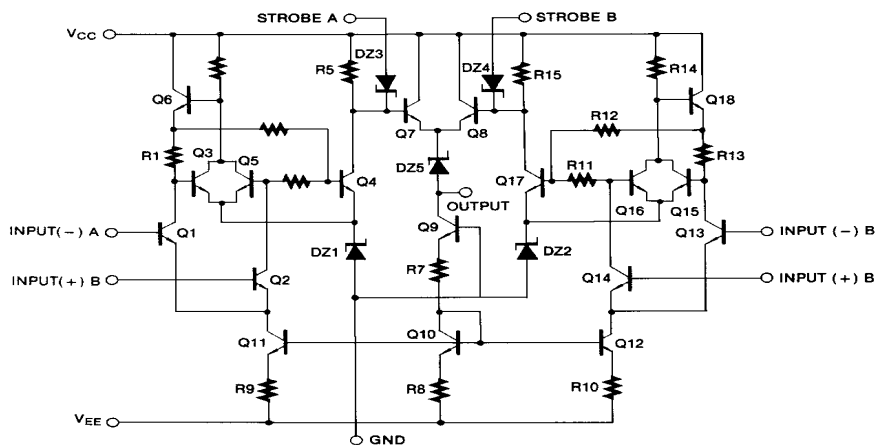 STROBE A
STROBE B
VCC
DZ3
DZ4
R5
R15
R14
Q6
Q7
Q8
Q18
R12
R1
Q3
Q5
Q4
DZ5
Q17
R11
R13
Q16
Q15
OUTPUT
INPUT(−) A
Q1
Q9
Q13
INPUT (−) B
DZ1
DZ2
INPUT(+) B
Q2
R7
Q14
INPUT (+) B
Q11
Q10
Q12
R9
R8
R10
VEE
GND